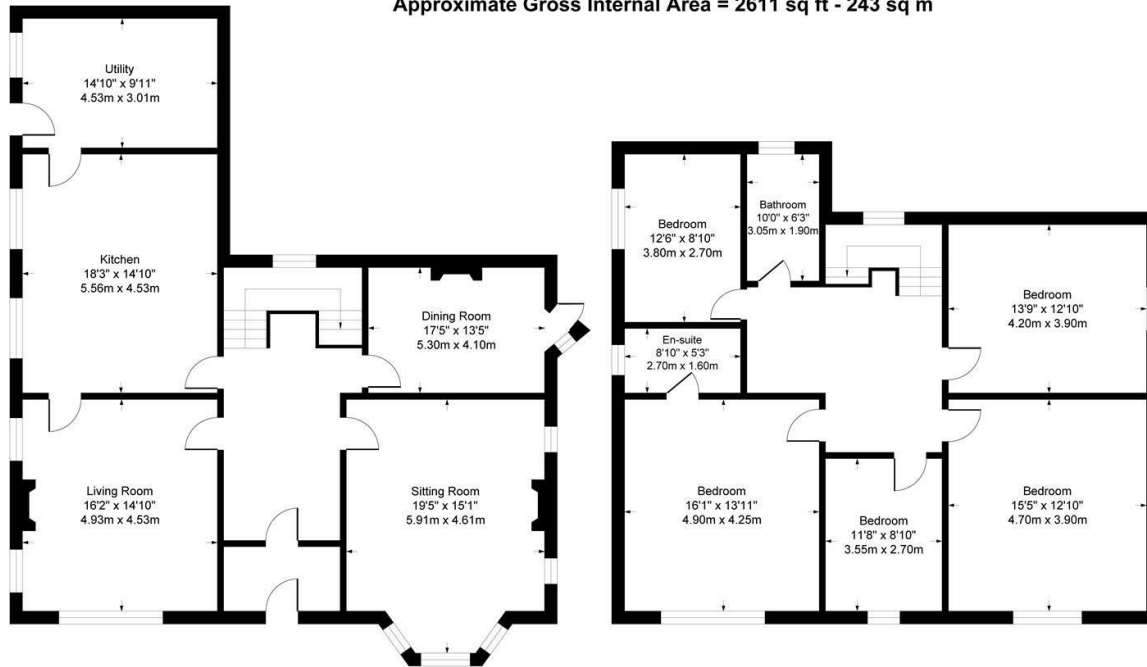 Approximate Gross Internal Area = 2611 sq ft - 243 sq m
Utility
14'10" x 9'11"
4.53m x 3.01m
Kitchen
18'3" x 14'10"
5.56m x 4.53m
Dining Room
17'5" x 13'5"
5.30m x 4.10m
Living Room
16'2" x 14'10"
4.93m x 4.53m
Sitting Room
19'5" x 15'1"
5.91m x 4.61m
Bedroom
12'6" x 8'10"
3.80m x 2.70m
Bathroom
10'0" x 6'3"
3.05m x 1.90m
Bedroom
13'9" x 12'10"
4.20m x 3.90m
En-suite
8'10" x 5'3"
2.70m x 1.60m
Bedroom
16'1" x 13'11"
4.90m x 4.25m
Bedroom
11'8" x 8'10"
3.55m x 2.70m
Bedroom
15'5" x 12'10"
4.70m x 3.90m